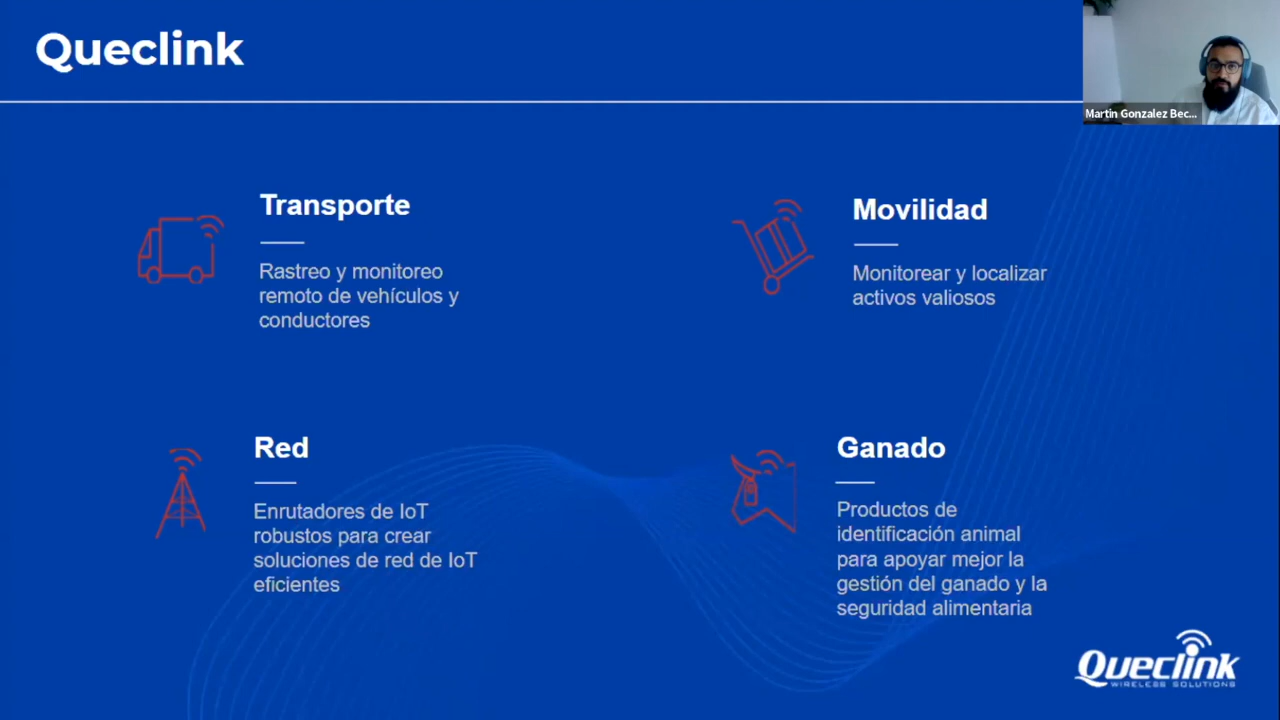 Queclink
Martin Gonzalez Bec...
Transporte
Rastreo y monitoreo
remoto de vehículos y
conductores
Movilidad
Monitorear y localizar
activos valiosos
Red
Enrutadores de IoT
robustos para crear
soluciones de red de IoT
eficientes
Ganado
Productos de
identificación animal
para apoyar mejor la
gestión del ganado y la
seguridad alimentaria
Queclink
WIRELESS SOLUTIONS